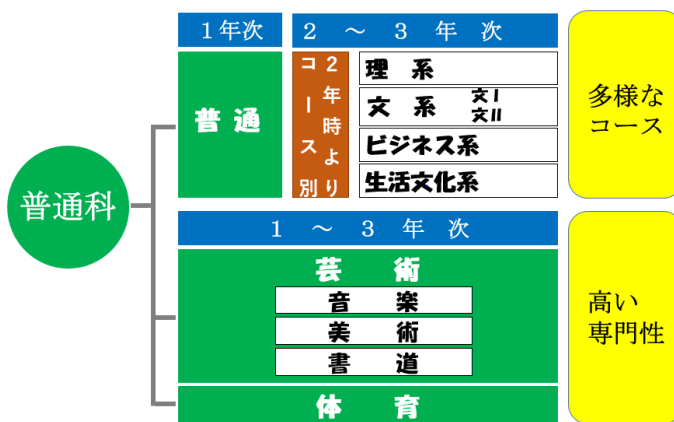 普通科
１年次
２ ～ ３ 年 次
普 通
２年時より
コース別
理 系
文 系 文Ⅰ
文Ⅱ
ビジネス系
生活文化系
多様な
コース
１ ～ ３ 年 次
芸 術
音 楽
美 術
書 道
体 育
高い
専門性